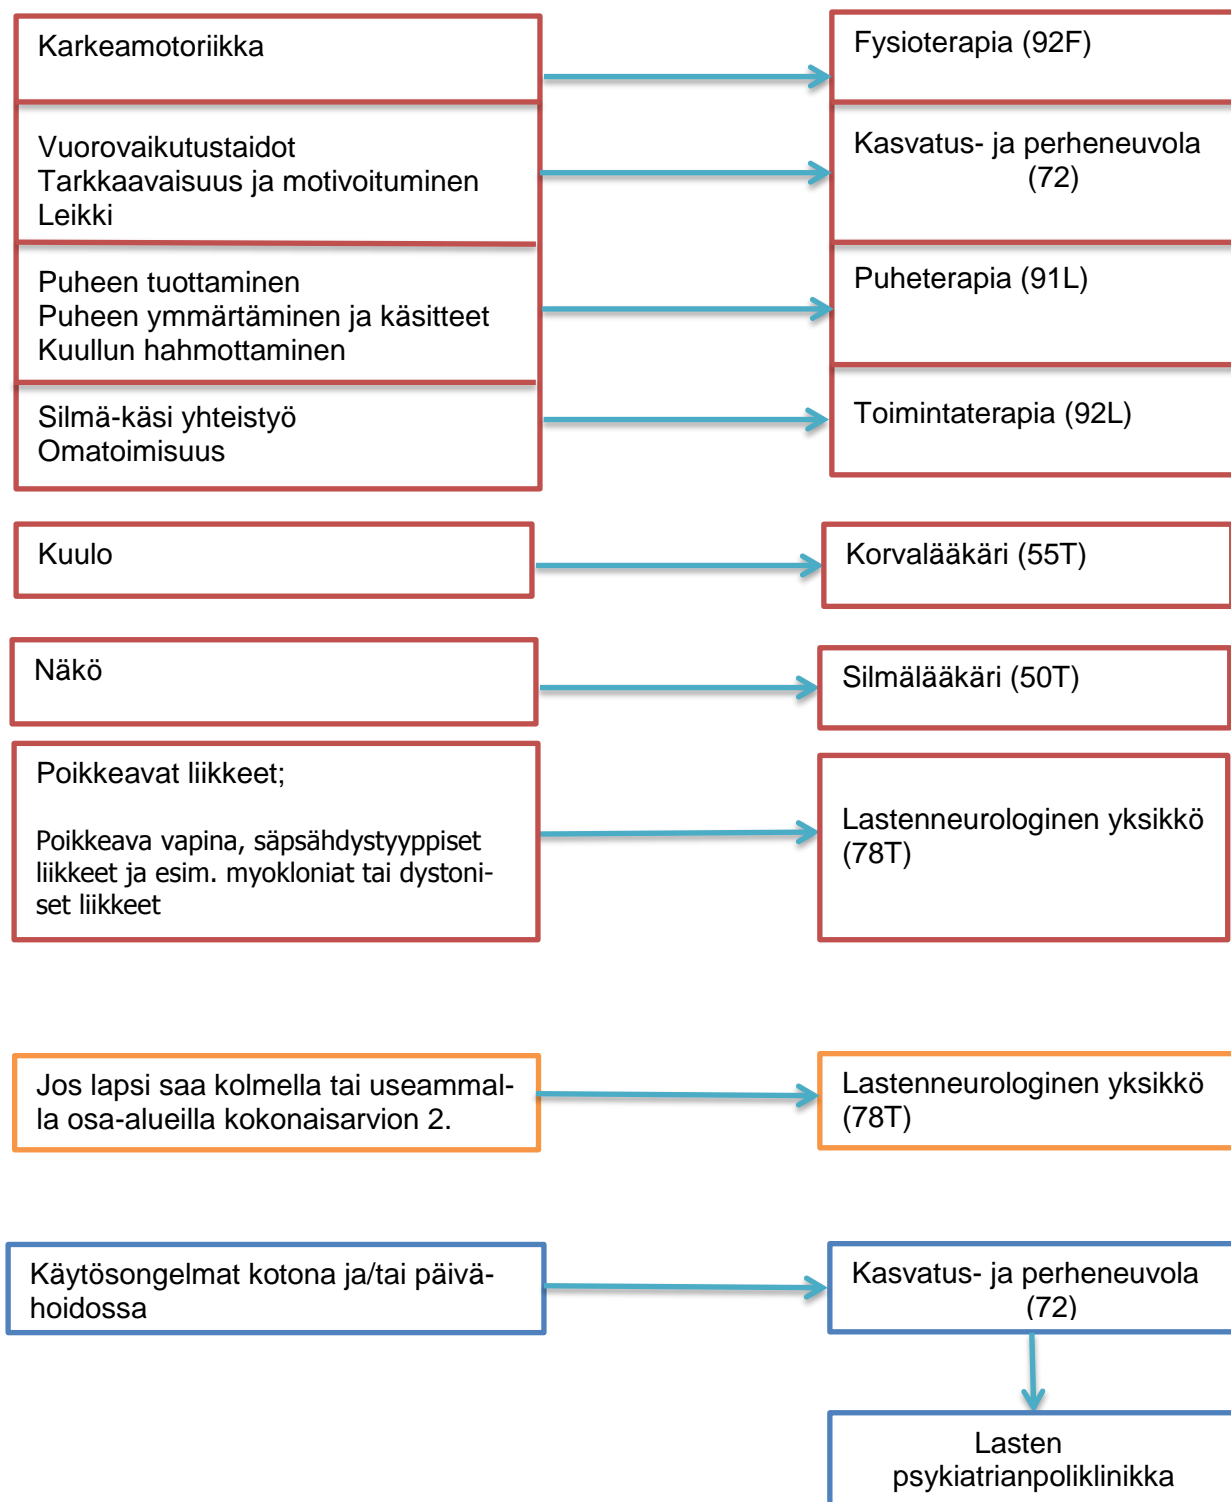 Karkeamotoriikka
Fysioterapia (92F)
Vuorovaikutustaidot
Tarkkaavaisuus ja motivoituminen
Leikki
Kasvatus- ja perheneuvola
(72)
Puheen tuottaminen
Puheen ymmärtäminen ja käsitteet
Kuullun hahmottaminen
Puheterapia (91L)
Silmä-käsi yhteistyö
Omatoimisuus
Toimintaterapia (92L)
Kuulo
Korvalääkäri (55T)
Näkö
Silmälääkäri (50T)
Poikkeavat liikkeet;
Poikkeava vapina, säpsähdystyyppiset
liikkeet ja esim. myokloniat tai dystoni-
set liikkeet
Lastenneurologinen yksikkö
(78T)
Jos lapsi saa kolmella tai useammal-
la osa-alueilla kokonaisarvion 2.
Lastenneurologinen yksikkö
(78T)
Käytösongelmat kotona ja/tai päivä-
hoidossa
Kasvatus- ja perheneuvola
(72)
Lasten
psykiatrianpoliklinikka